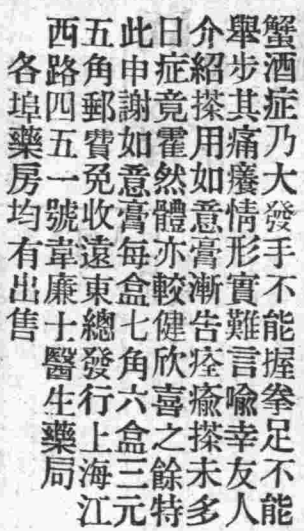 蟹酒症乃大發手不能握拳足不能
舉步其痛癢情形實難言喩幸友人
介紹搽用如意膏漸告痊癒搽未多
日症竟霍然體亦較健欣喜之餘特
此申謝如意膏每盒七角六盒三元
五角郵費免收遠東總發行上海江
西路四五一號韋廉士醫生藥局
各埠藥房均有出售